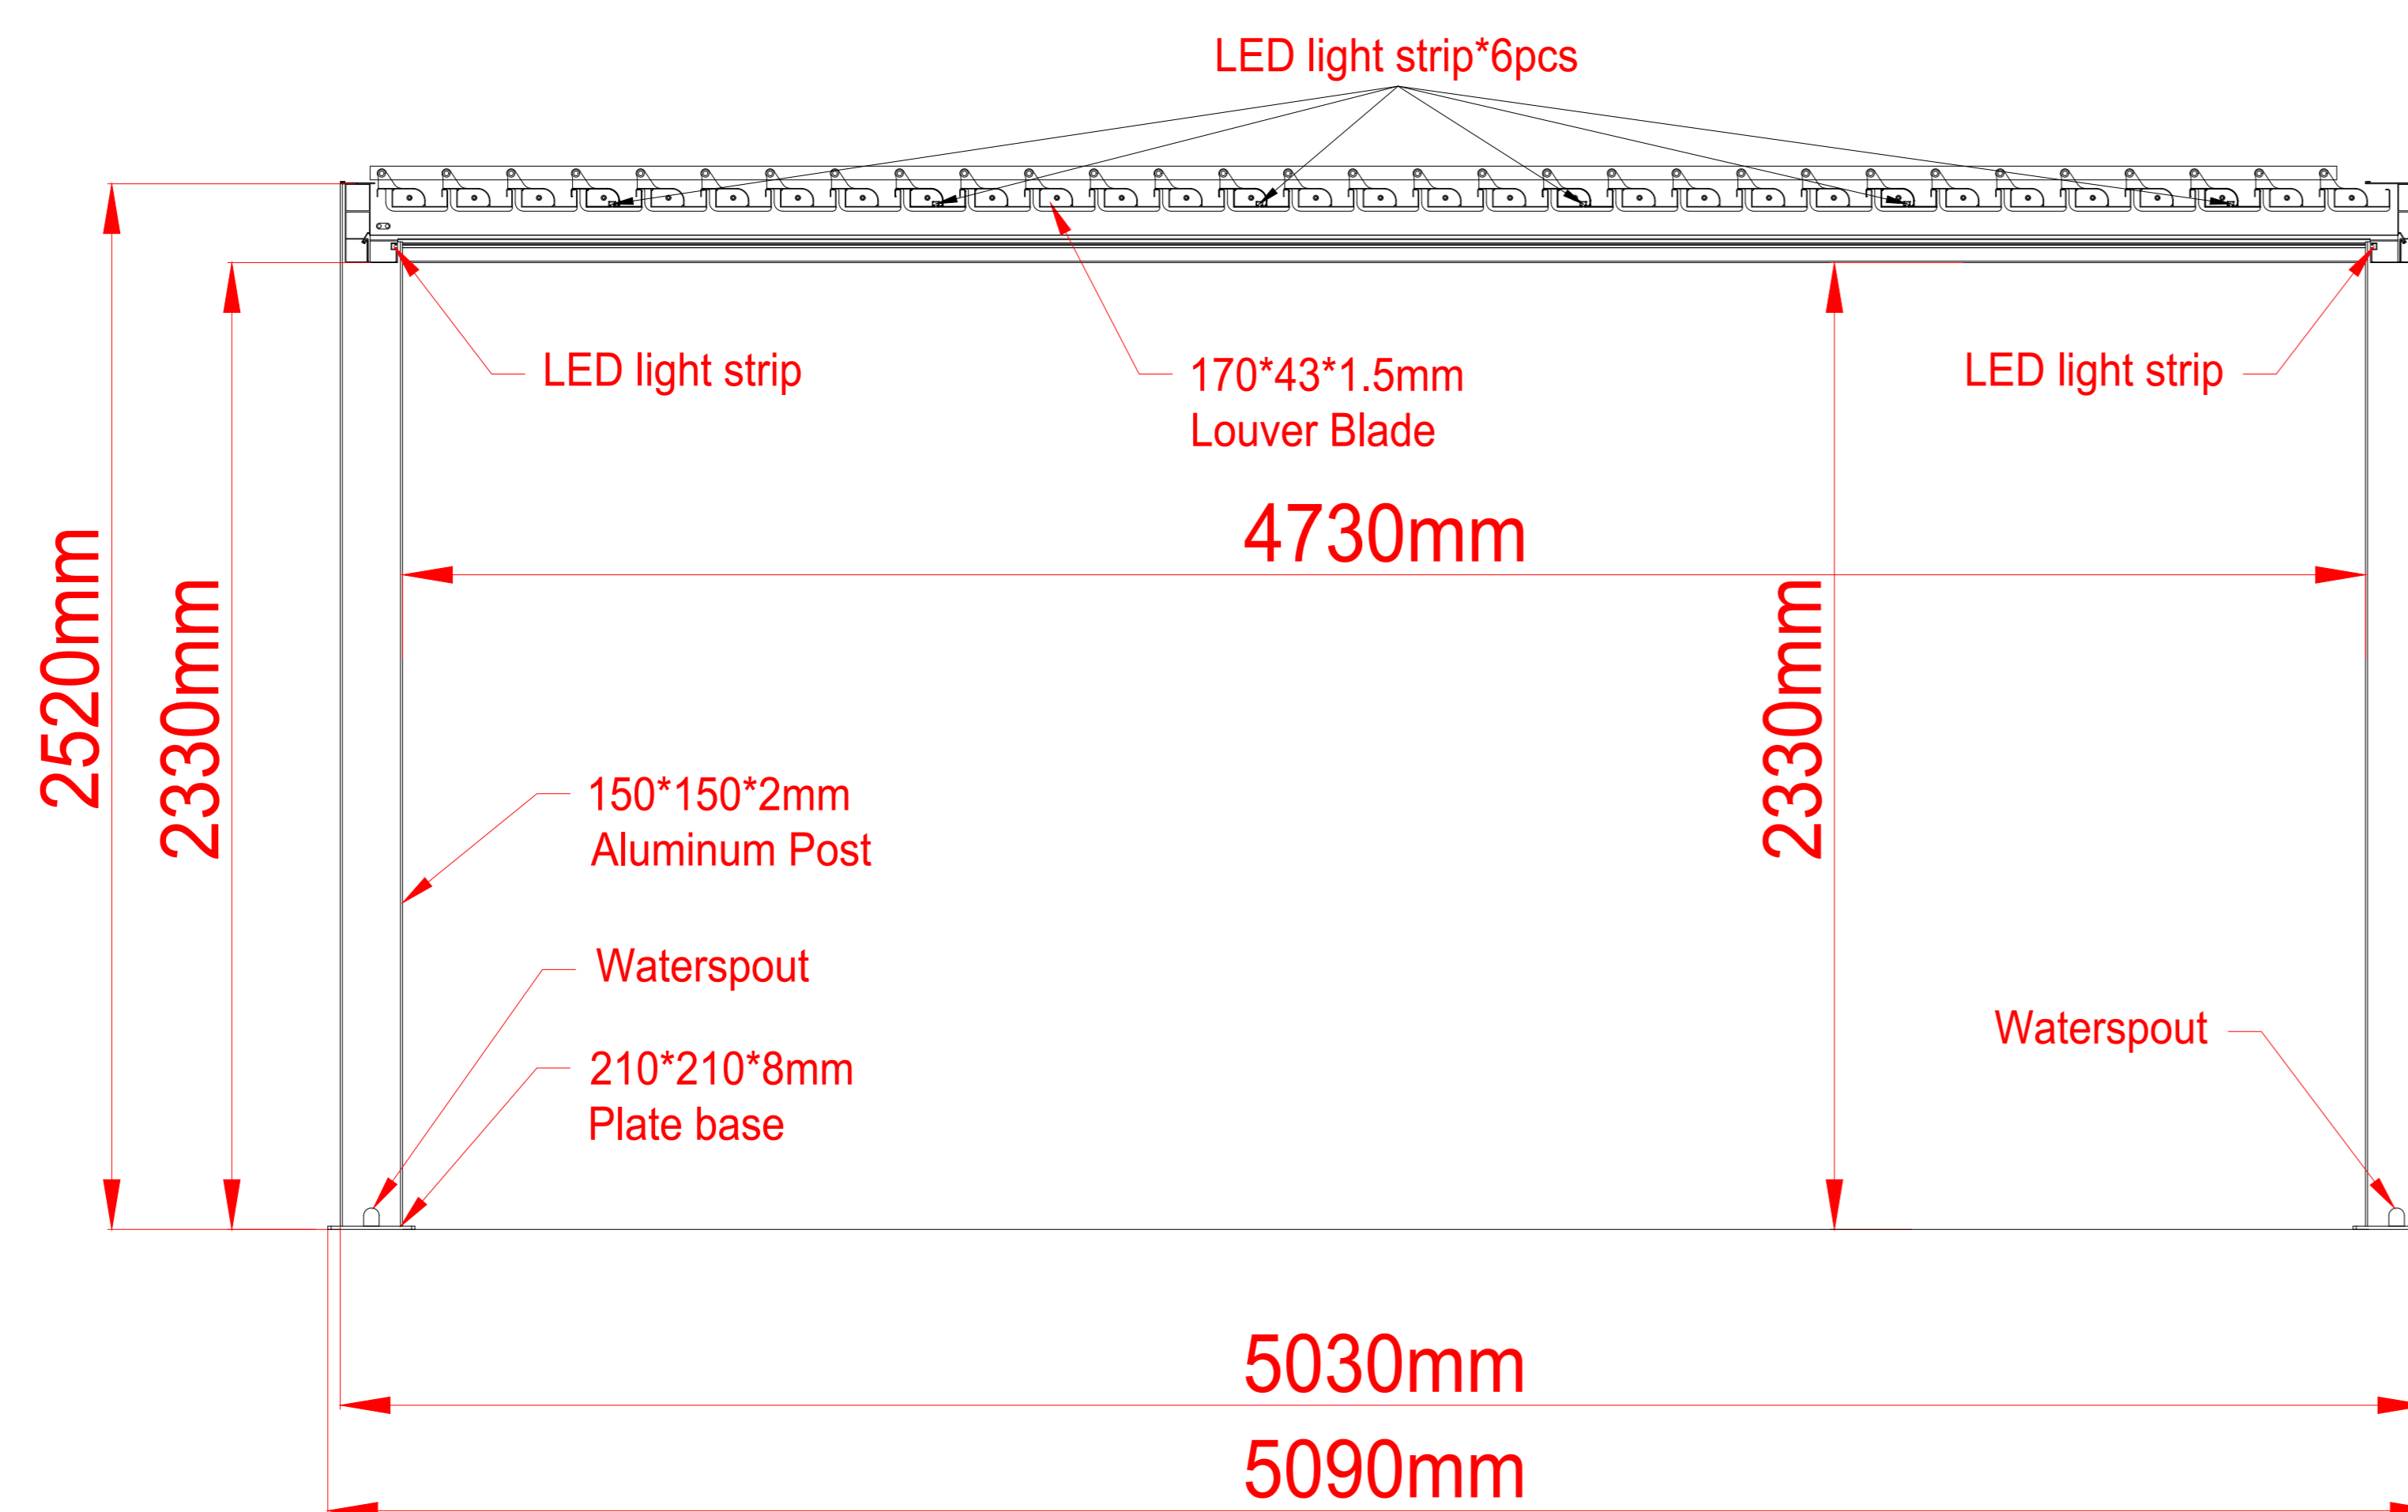 LED light strip*6pcs
LED light strip
170*43*1.5mm
Louver Blade
LED light strip
4730mm
2520mm
2330mm
2330mm
150*150*2mm
Aluminum Post
Waterspout
210*210*8mm
Plate base
Waterspout
5030mm
5090mm